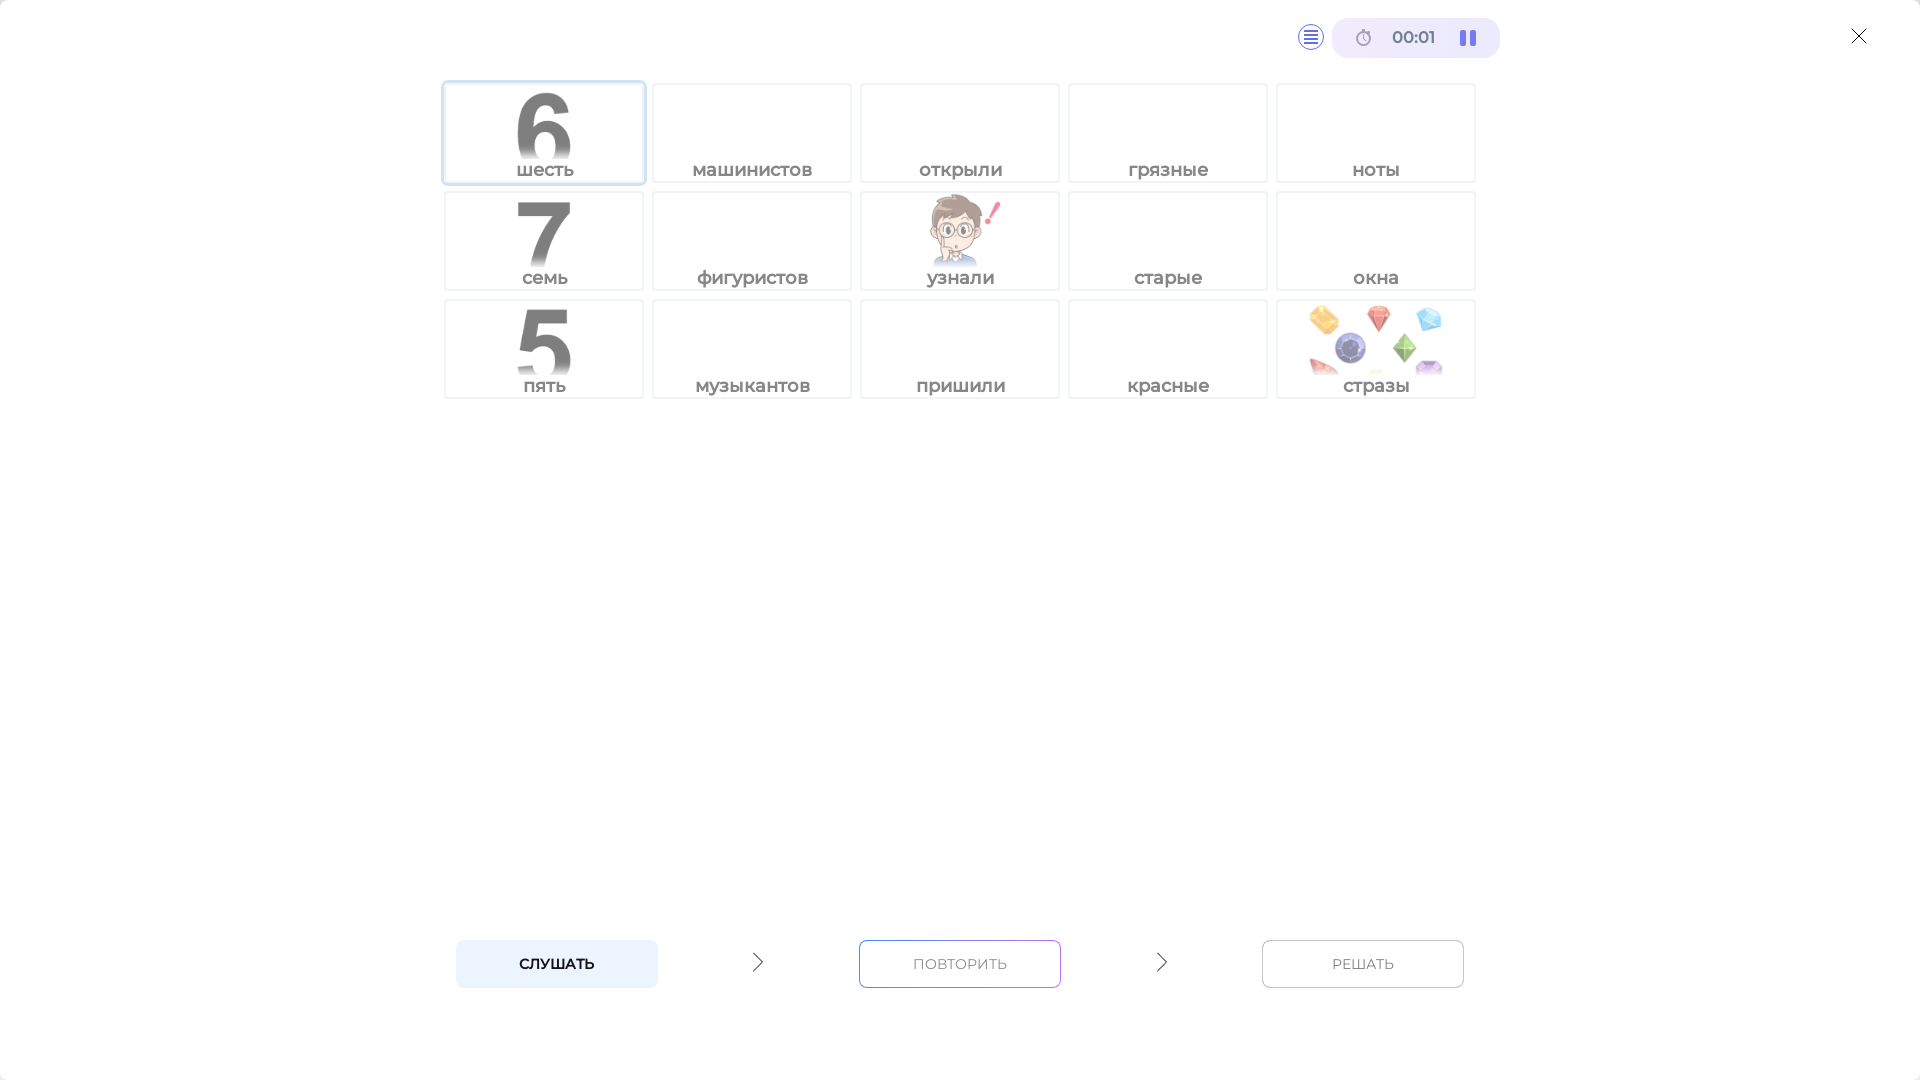 00:01
6 
шесть машинистов открыли грязные ноты
7
семь фигуристов узнали старые окна
5
пять музыкантов пришили красные стразы
СЛУШАТЬ ПОВТОРИТЬ РЕШАТЬ